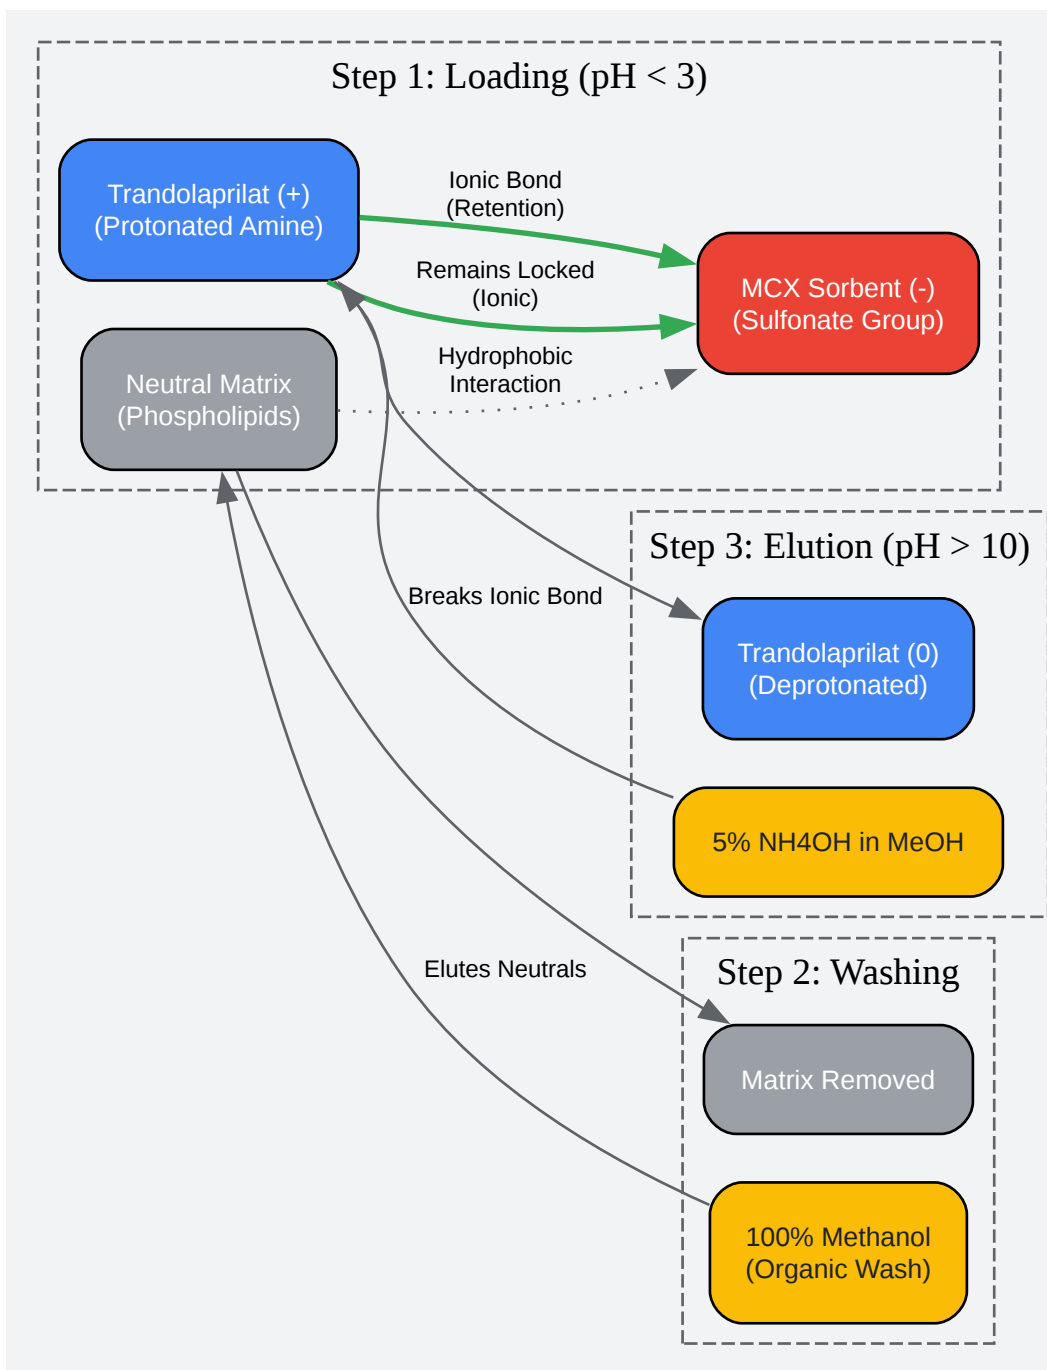 Step 1: Loading (pH < 3)
Trandolaprilat (+)
(Protonated Amine)
Ionic Bond
(Retention)
Remains Locked
(Ionic)
MCX Sorbent (-)
(Sulfonate Group)
Hydrophobic
Interaction
Neutral Matrix
(Phospholipids)
Step 3: Elution (pH > 10)
Breaks Ionic Bond
Trandolaprilat (0)
(Deprotonated)
5% NH4OH in MeOH
Elutes Neutrals
Step 2: Washing
Matrix Removed
100% Methanol
(Organic Wash)